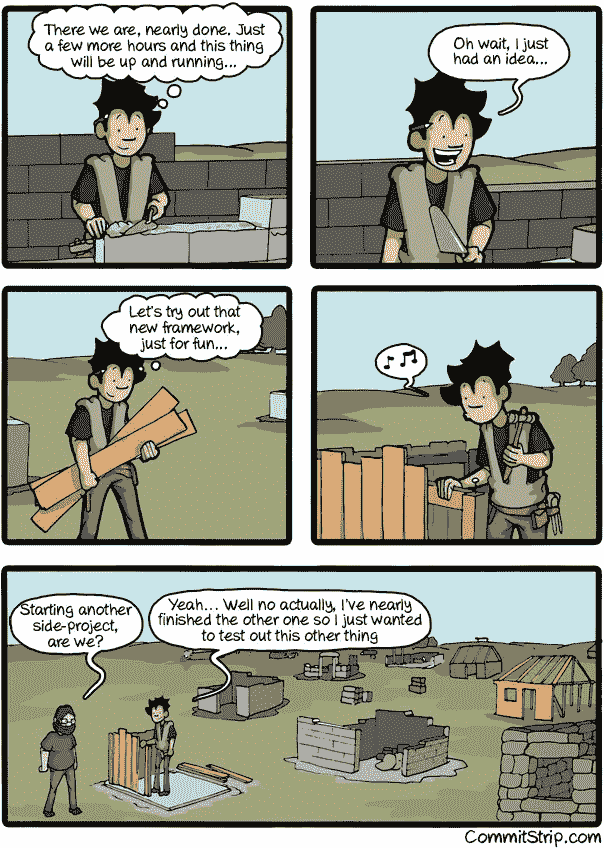 There we are, nearly done. Just
a few more hours and this thing
will be up and running...
Oh wait, I just
had an idea...
Let's try out that
new framework,
just for fun...
Starting another
side-project,
are we?
Yeah... Well no actually, I've nearly
finished the other one so I just wanted
to test out this other thing
CommitStrip.com